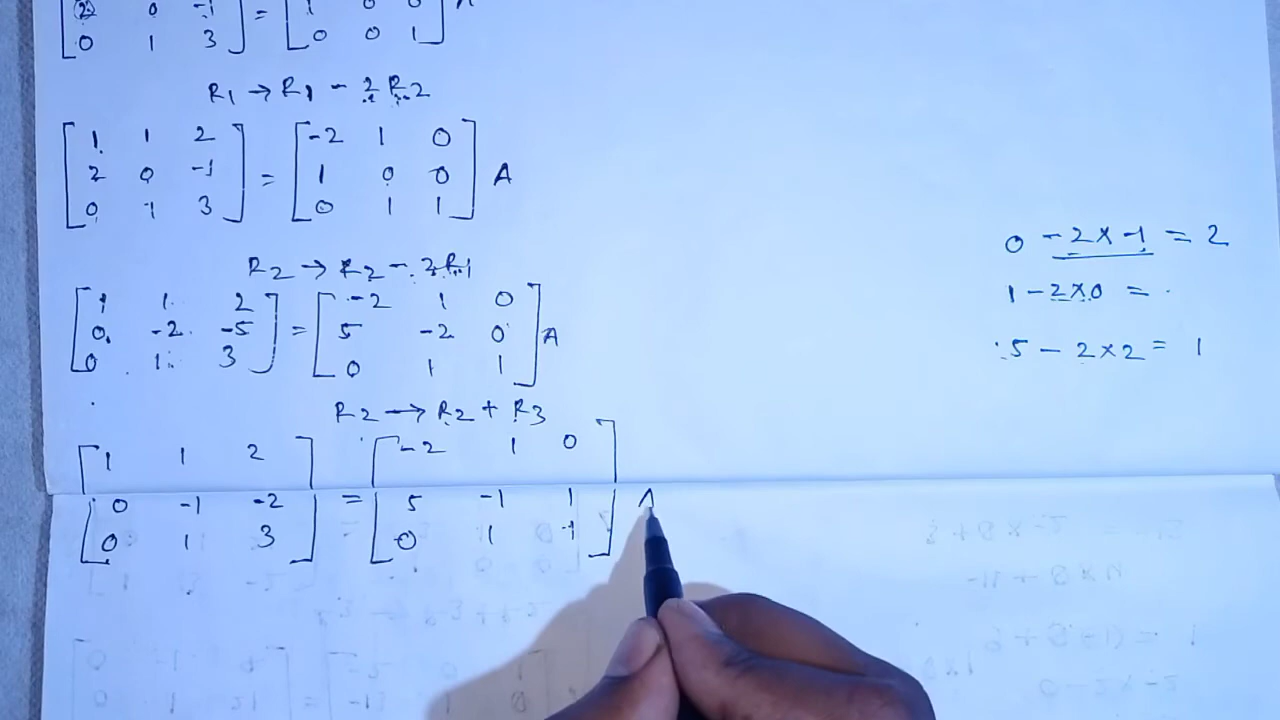 2 0 -1 = 1 0 0 A
0 1 3 0 0 1
R1 → R1 - 2 R2
1 1 2 -2 1 0
2 0 -1 = 1 0 0 A
0 1 3 0 1 1
R2 → R2 - 2R1
1 1 2 -2 1 0
0 -2 -5 = 5 -2 0 A
0 1 3 0 1 1
R2 → R2 + R3
1 1 2 -2 1 0
0 -1 -2 = 5 -1 1 A
0 1 3 0 1 -1
0 - 2 × -1 = 2
1 - 2×0 =
5 - 2×2 = 1